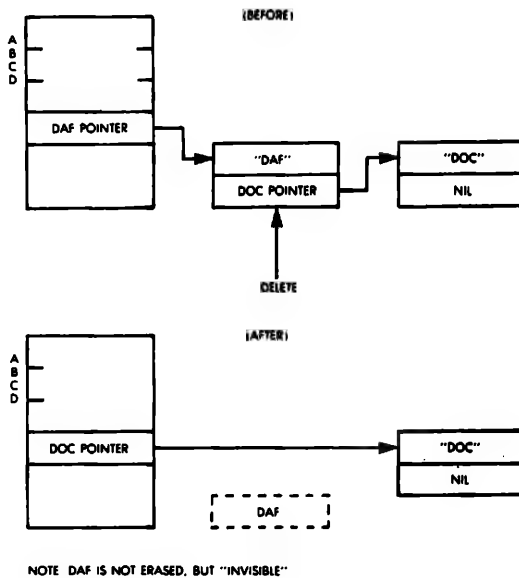 (BEFORE)
A
B
C
D
DAF POINTER
"DAF"
DOC POINTER
"DOC"
NIL
DELETE
(AFTER)
A
B
C
D
DOC POINTER
"DOC"
NIL
DAF
NOTE DAF IS NOT ERASED, BUT "INVISIBLE"